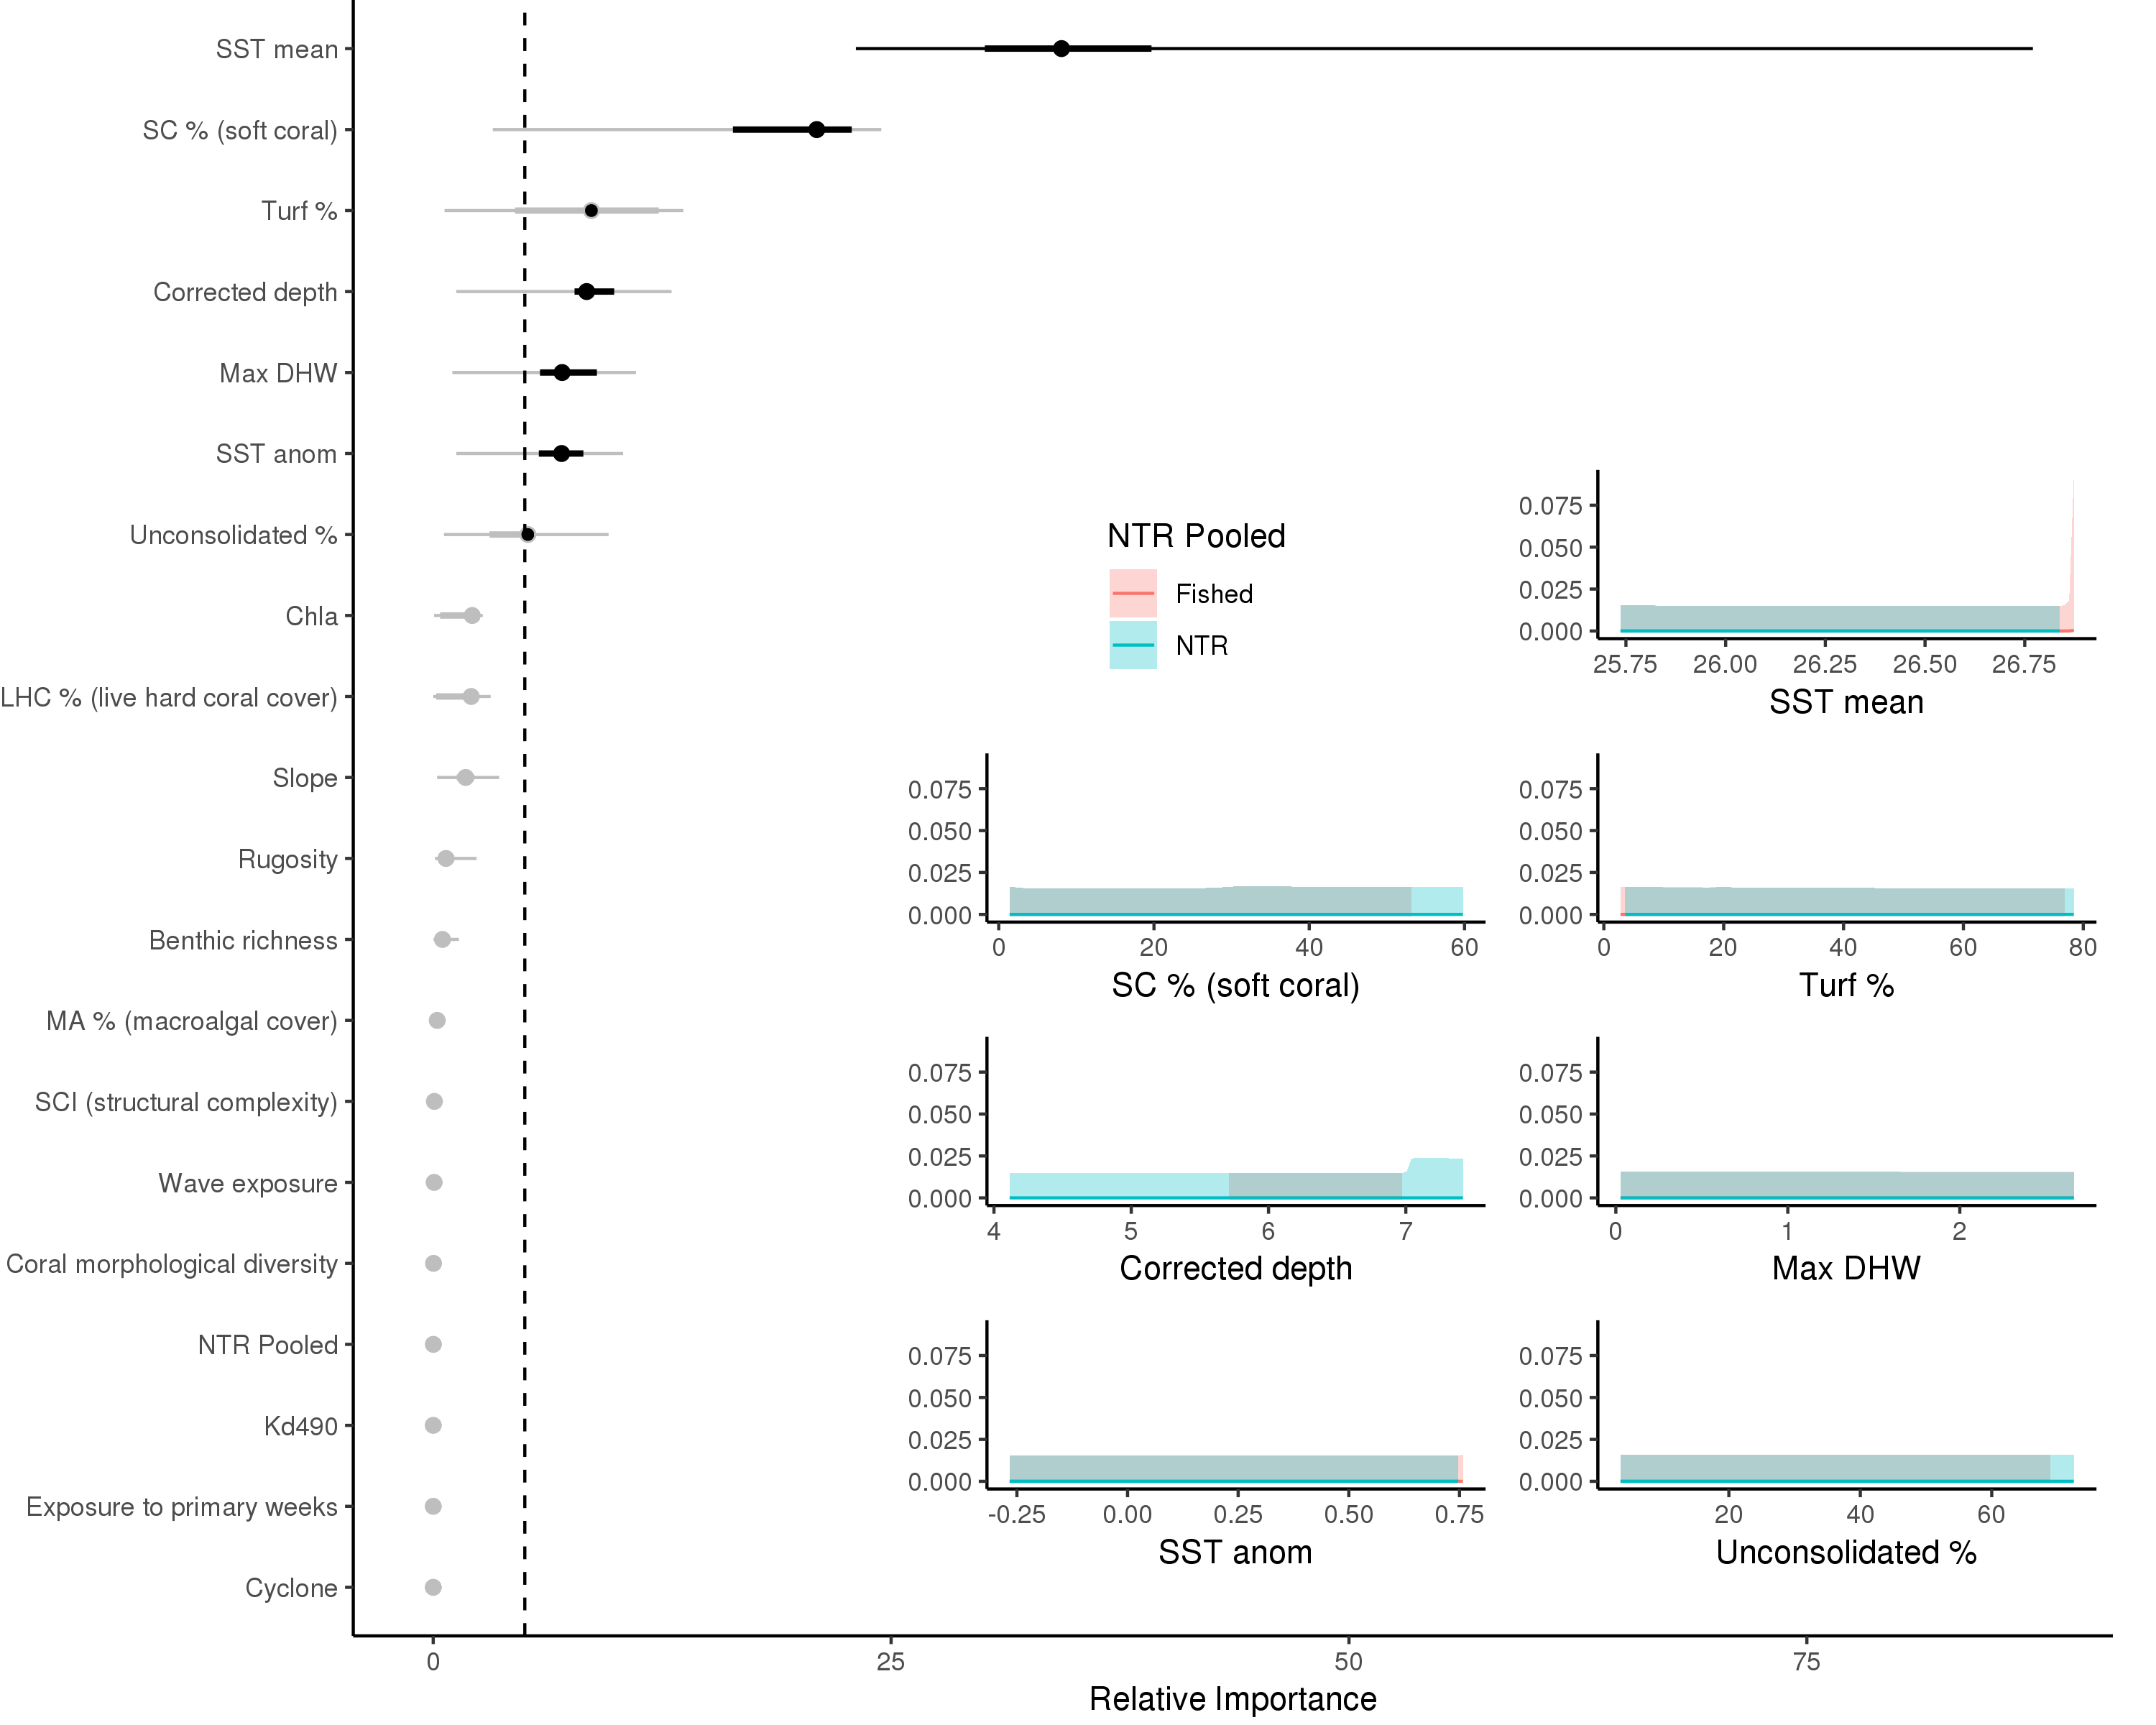 SST mean
SC % (soft coral)
Turf %
Corrected depth
Max DHW
SST anom
Unconsolidated %
Chla
LHC % (live hard coral cover)
Slope
Rugosity
Benthic richness
MA % (macroalgal cover)
SCI (structural complexity)
Wave exposure
Coral morphological diversity
NTR Pooled
Kd490
Exposure to primary weeks
Cyclone
0 25 50 75
Relative Importance
NTR Pooled
Fished
NTR
0.075
0.050
0.025
0.000
25.75 26.00 26.25 26.50 26.75
SST mean
0.075
0.050
0.025
0.000
0 20 40 60
SC % (soft coral)
0.075
0.050
0.025
0.000
0 20 40 60 80
Turf %
0.075
0.050
0.025
0.000
4 5 6 7
Corrected depth
0.075
0.050
0.025
0.000
0 1 2
Max DHW
0.075
0.050
0.025
0.000
-0.25 0.00 0.25 0.50 0.75
SST anom
0.075
0.050
0.025
0.000
20 40 60
Unconsolidated %